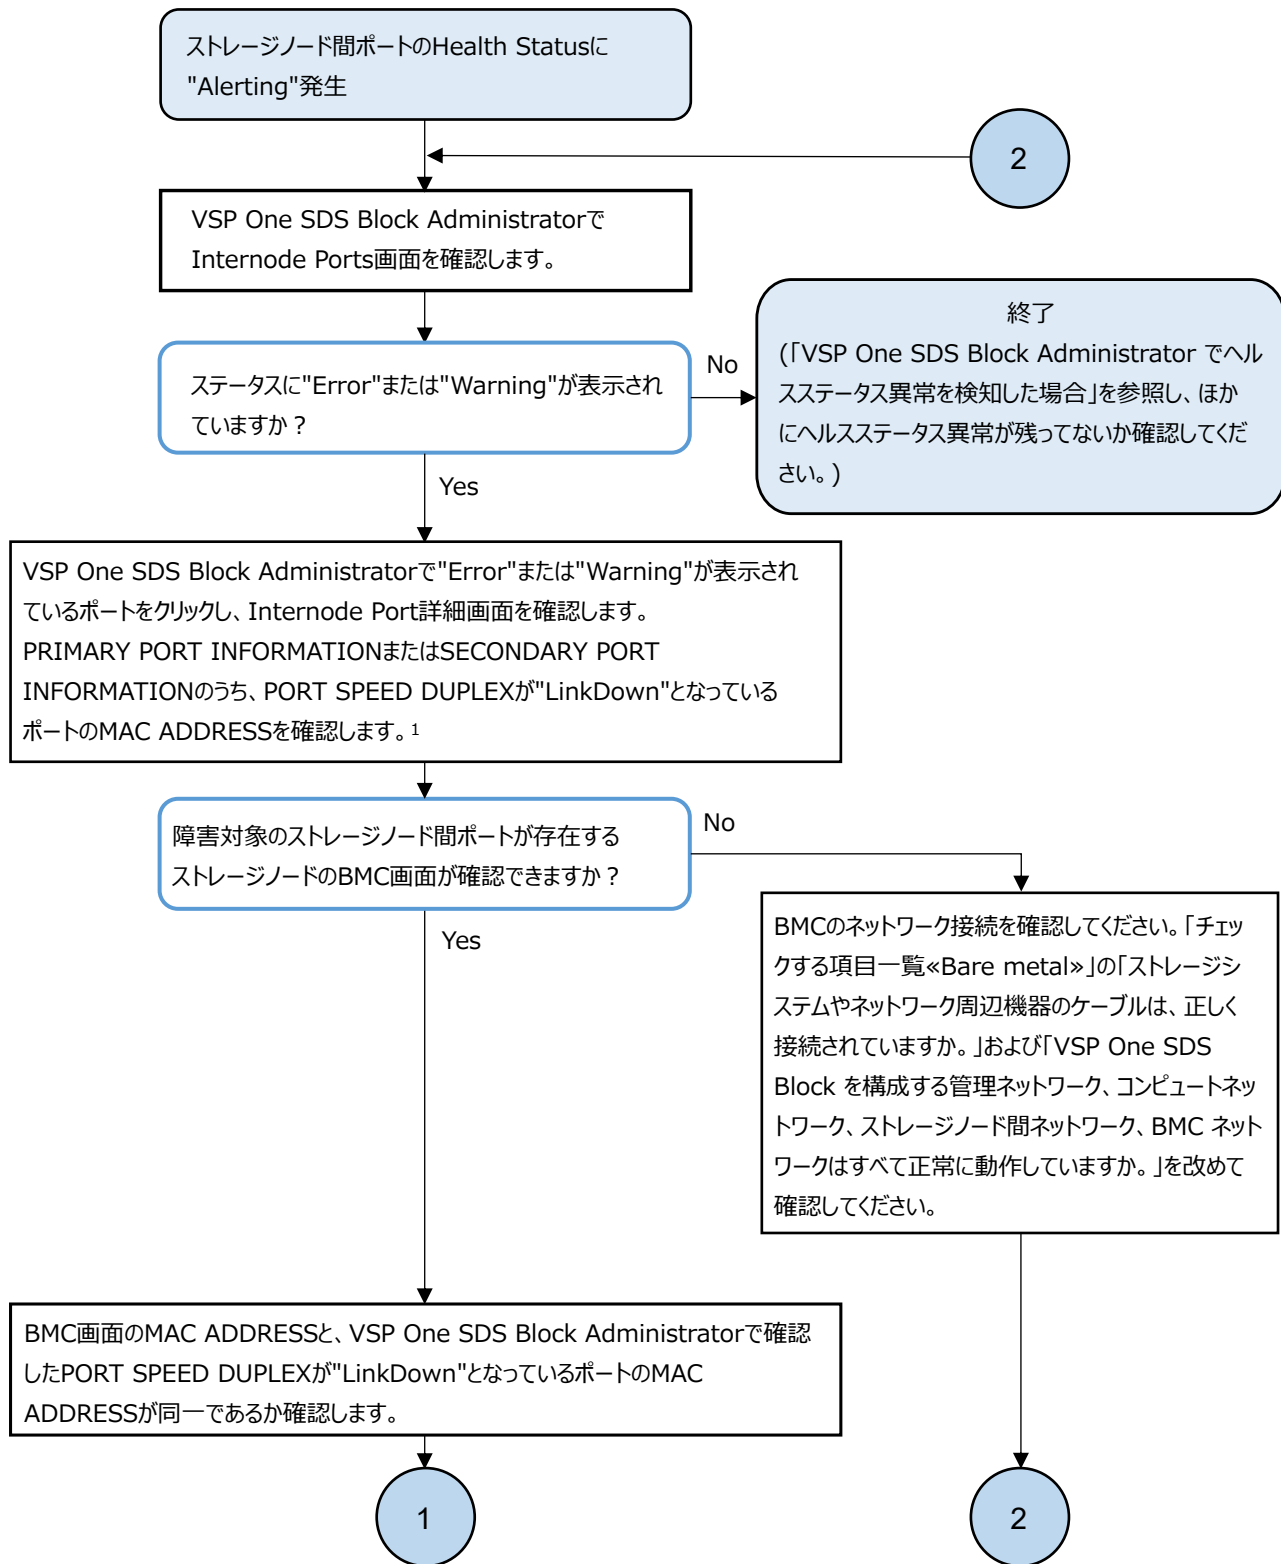 ストレージノード間ポートのHealth Statusに
"Alerting"発生
2
VSP One SDS Block Administratorで
Internode Ports画面を確認します。
ステータスに"Error"または"Warning"が表示され
ていますか？
No
終了
(「VSP One SDS Block Administrator でヘル
スステータス異常を検知した場合」を参照し、ほか
にヘルスステータス異常が残ってないか確認してくだ
さい。)
Yes
VSP One SDS Block Administratorで"Error"または"Warning"が表示され
ているポートをクリックし、Internode Port詳細画面を確認します。
PRIMARY PORT INFORMATIONまたはSECONDARY PORT
INFORMATIONのうち、PORT SPEED DUPLEXが"LinkDown"となっている
ポートのMAC ADDRESSを確認します。1
障害対象のストレージノード間ポートが存在する
ストレージノードのBMC画面が確認できますか？
No
Yes
BMCのネットワーク接続を確認してください。「チェッ
クする項目一覧≪Bare metal≫」の「ストレージシ
ステムやネットワーク周辺機器のケーブルは、正しく
接続されていますか。」および「VSP One SDS
Block を構成する管理ネットワーク、コンピュートネッ
トワーク、ストレージノード間ネットワーク、BMC ネット
ワークはすべて正常に動作していますか。」を改めて
確認してください。
BMC画面のMAC ADDRESSと、VSP One SDS Block Administratorで確認
したPORT SPEED DUPLEXが"LinkDown"となっているポートのMAC
ADDRESSが同一であるか確認します。
1
2